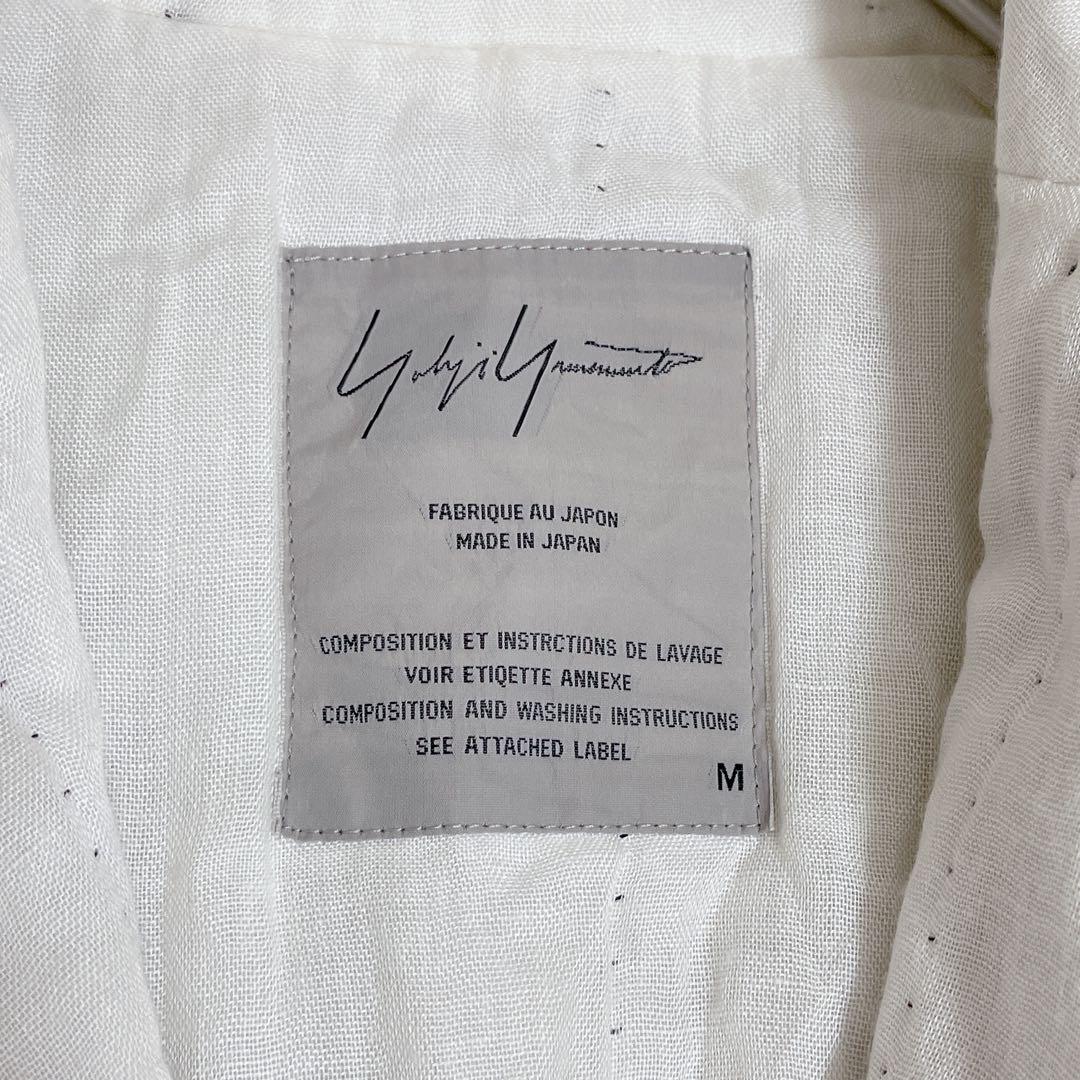 Yohji Yamamoto
FABRIQUE AU JAPON
MADE IN JAPAN
COMPOSITION ET INSTRCTIONS DE LAVAGE
VOIR ETIQETTE ANNEXE
COMPOSITION AND WASHING INSTRUCTIONS
SEE ATTACHED LABEL
M